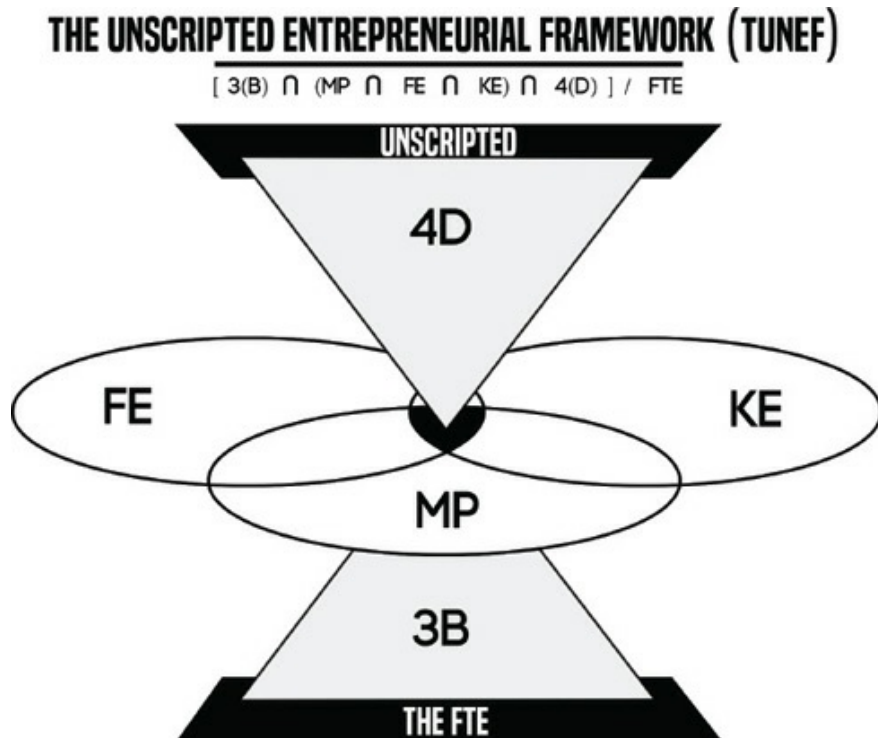 THE UNSCRIPTED ENTREPRENEURIAL FRAMEWORK (TUNEF)
[ 3(B) ∩ (MP ∩ FE ∩ KE) ∩ 4(D) ] / FTE
UNSCRIPTED
4D
FE
KE
MP
3B
THE FTE